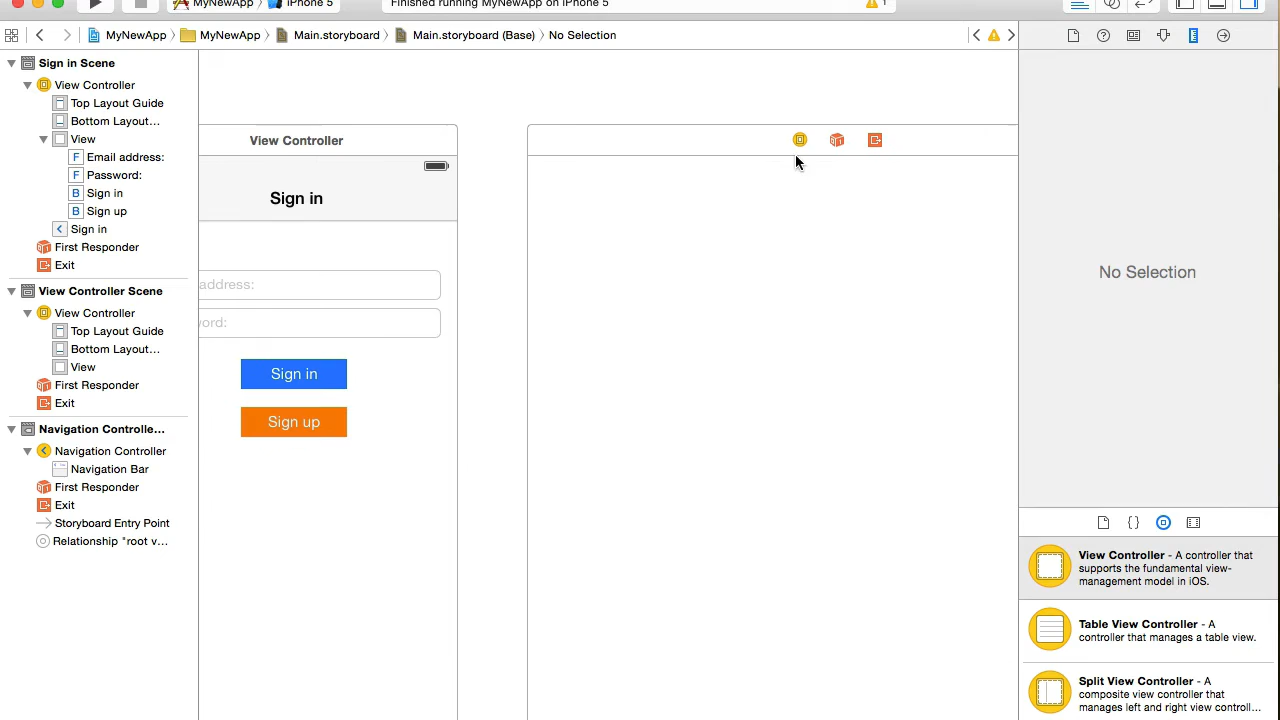 MyNewApp iPhone 5 Finished running MyNewApp on iPhone 5 1
MyNewApp MyNewApp Main.storyboard Main.storyboard (Base) No Selection
Sign in Scene
View Controller
Top Layout Guide
Bottom Layout...
View
F Email address:
F Password:
B Sign in
B Sign up
Sign in
First Responder
Exit
View Controller Scene
View Controller
Top Layout Guide
Bottom Layout...
View
First Responder
Exit
Navigation Controlle...
Navigation Controller
Navigation Bar
First Responder
Exit
Storyboard Entry Point
Relationship "root v...
View Controller
Sign in
address:
word:
Sign in
Sign up
No Selection
{ }
View Controller - A controller that
supports the fundamental view-
management model in iOS.
Table View Controller - A
controller that manages a table view.
Split View Controller - A
composite view controller that
manages left and right view controll...